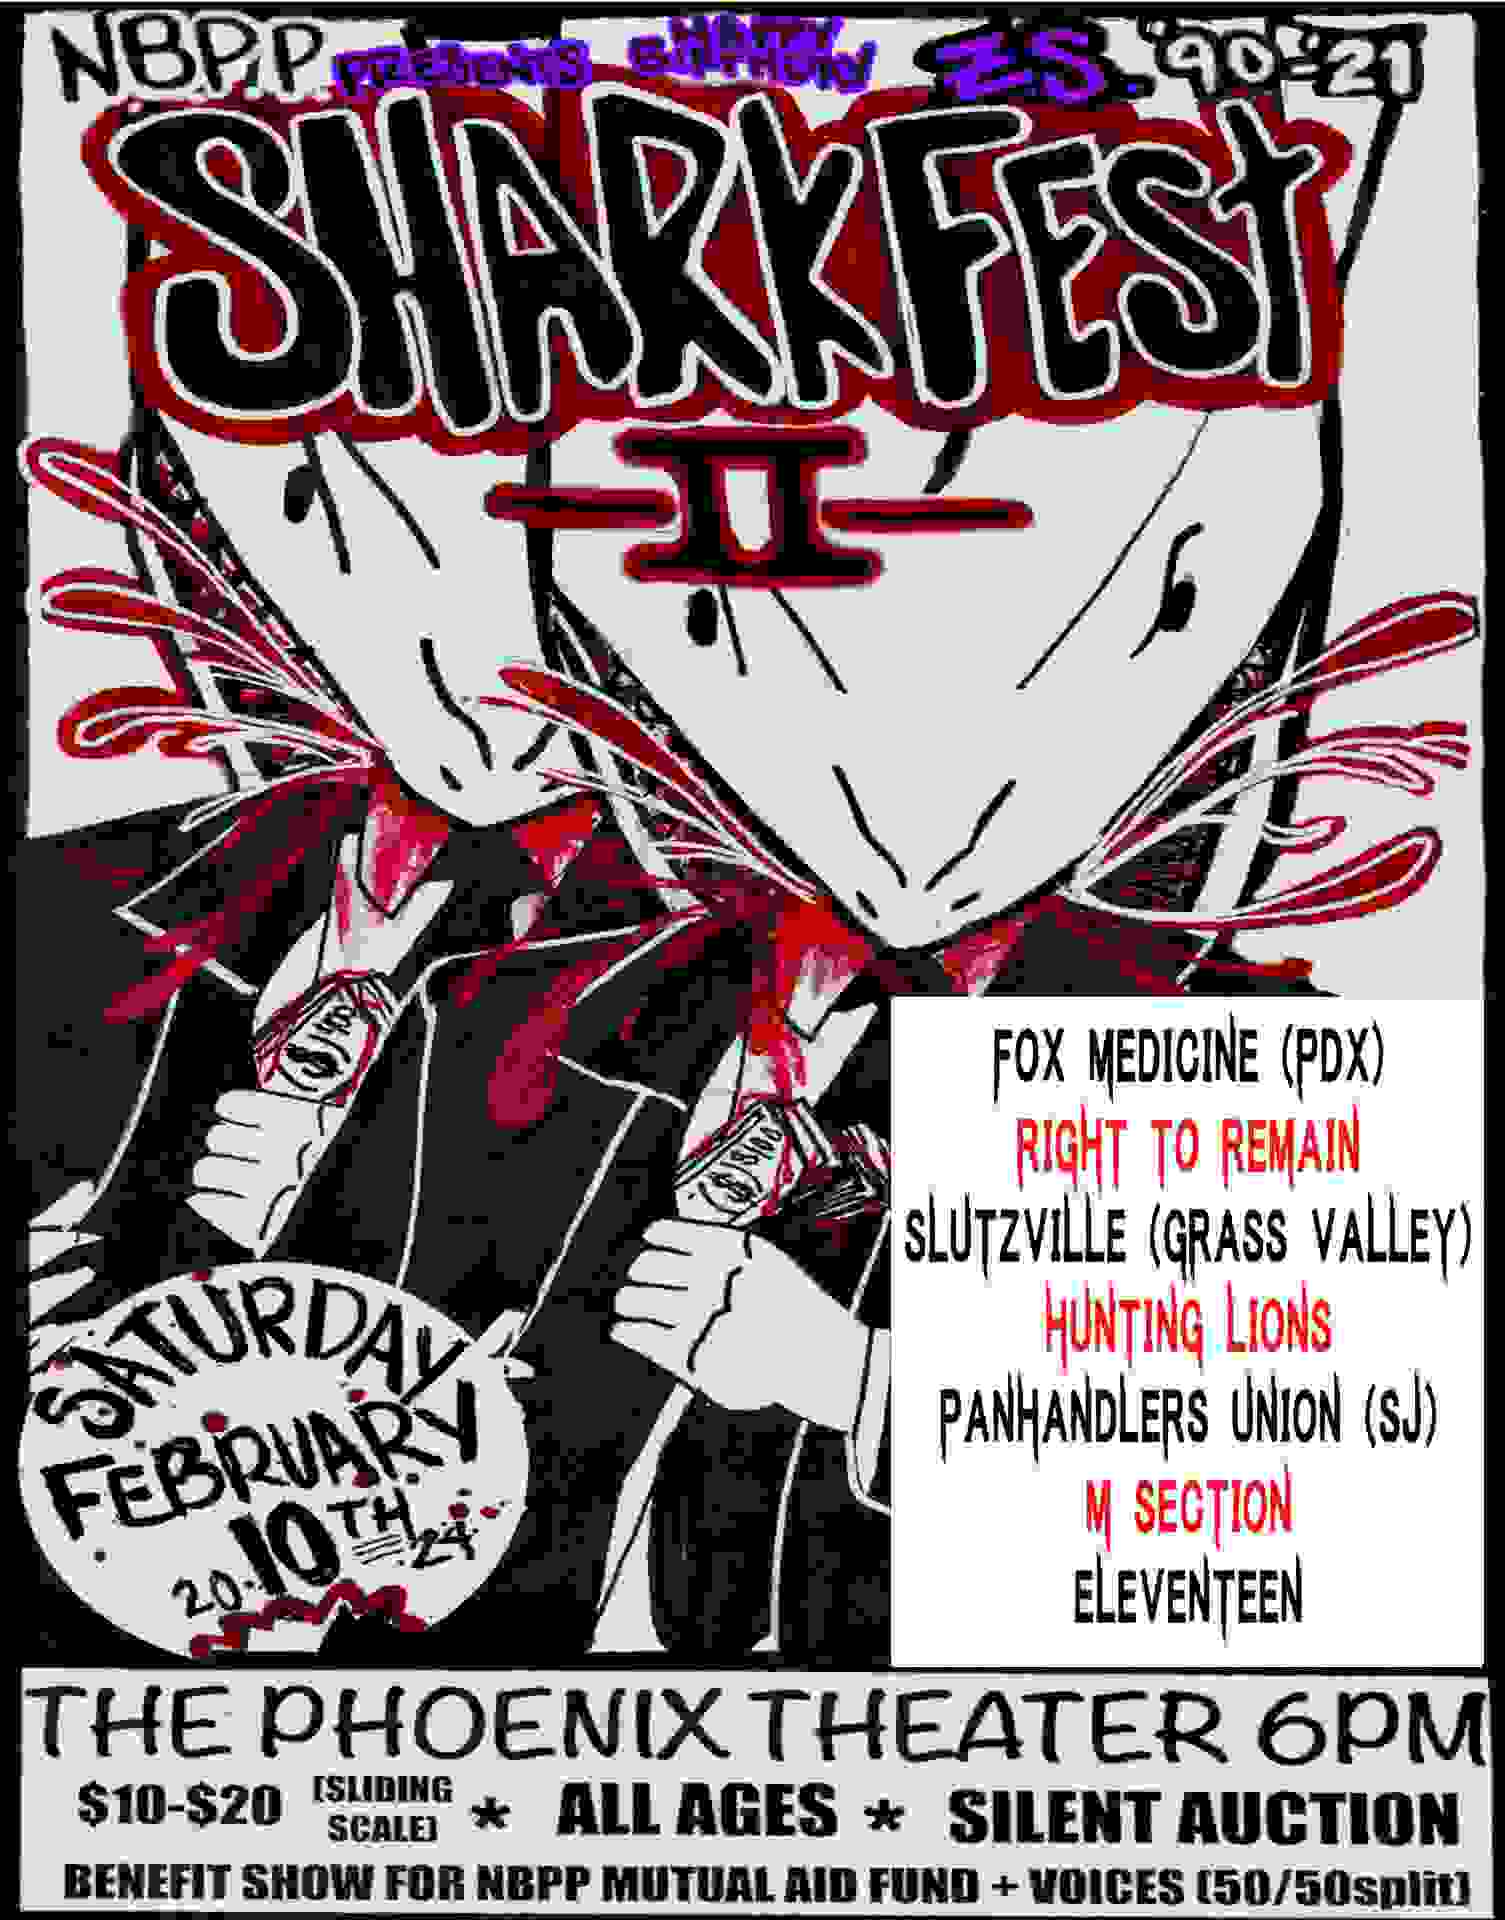 NBPP PRESENTS HAPPY BIRTHDAY Z.S. '90-'21
SHARKFEST
II
($)100
($)$100
FOX MEDICINE (PDX)
RIGHT TO REMAIN
SLUTZVILLE (GRASS VALLEY)
HUNTING LIONS
PANHANDLERS UNION (SJ)
M SECTION
ELEVENTEEN
SATURDAY
FEBRUARY
10TH
20·24
THE PHOENIX THEATER 6PM
$10-$20 [SLIDING SCALE] * ALL AGES * SILENT AUCTION
BENEFIT SHOW FOR NBPP MUTUAL AID FUND + VOICES (50/50split)